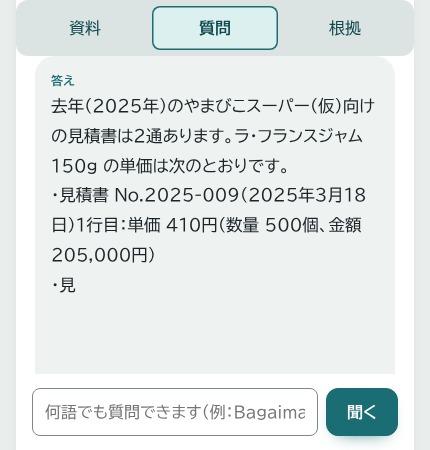 資料
質問
根拠
答え
去年(2025年)のやまびこスーパー(仮)向け
の見積書は2通あります。ラ・フランスジャム
150g の単価は次のとおりです。
・見積書 No.2025-009(2025年3月18
日)1行目:単価 410円(数量 500個、金額
205,000円)
・見
何語でも質問できます(例:Bagaima
聞く